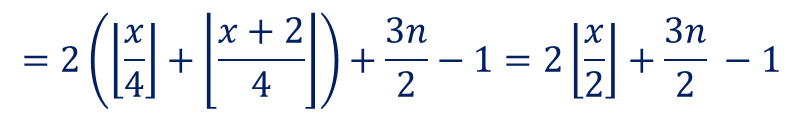 = 2 (⌊x/4⌋ + ⌊(x + 2)/4⌋) + 3n/2 − 1 = 2 ⌊x/2⌋ + 3n/2 − 1